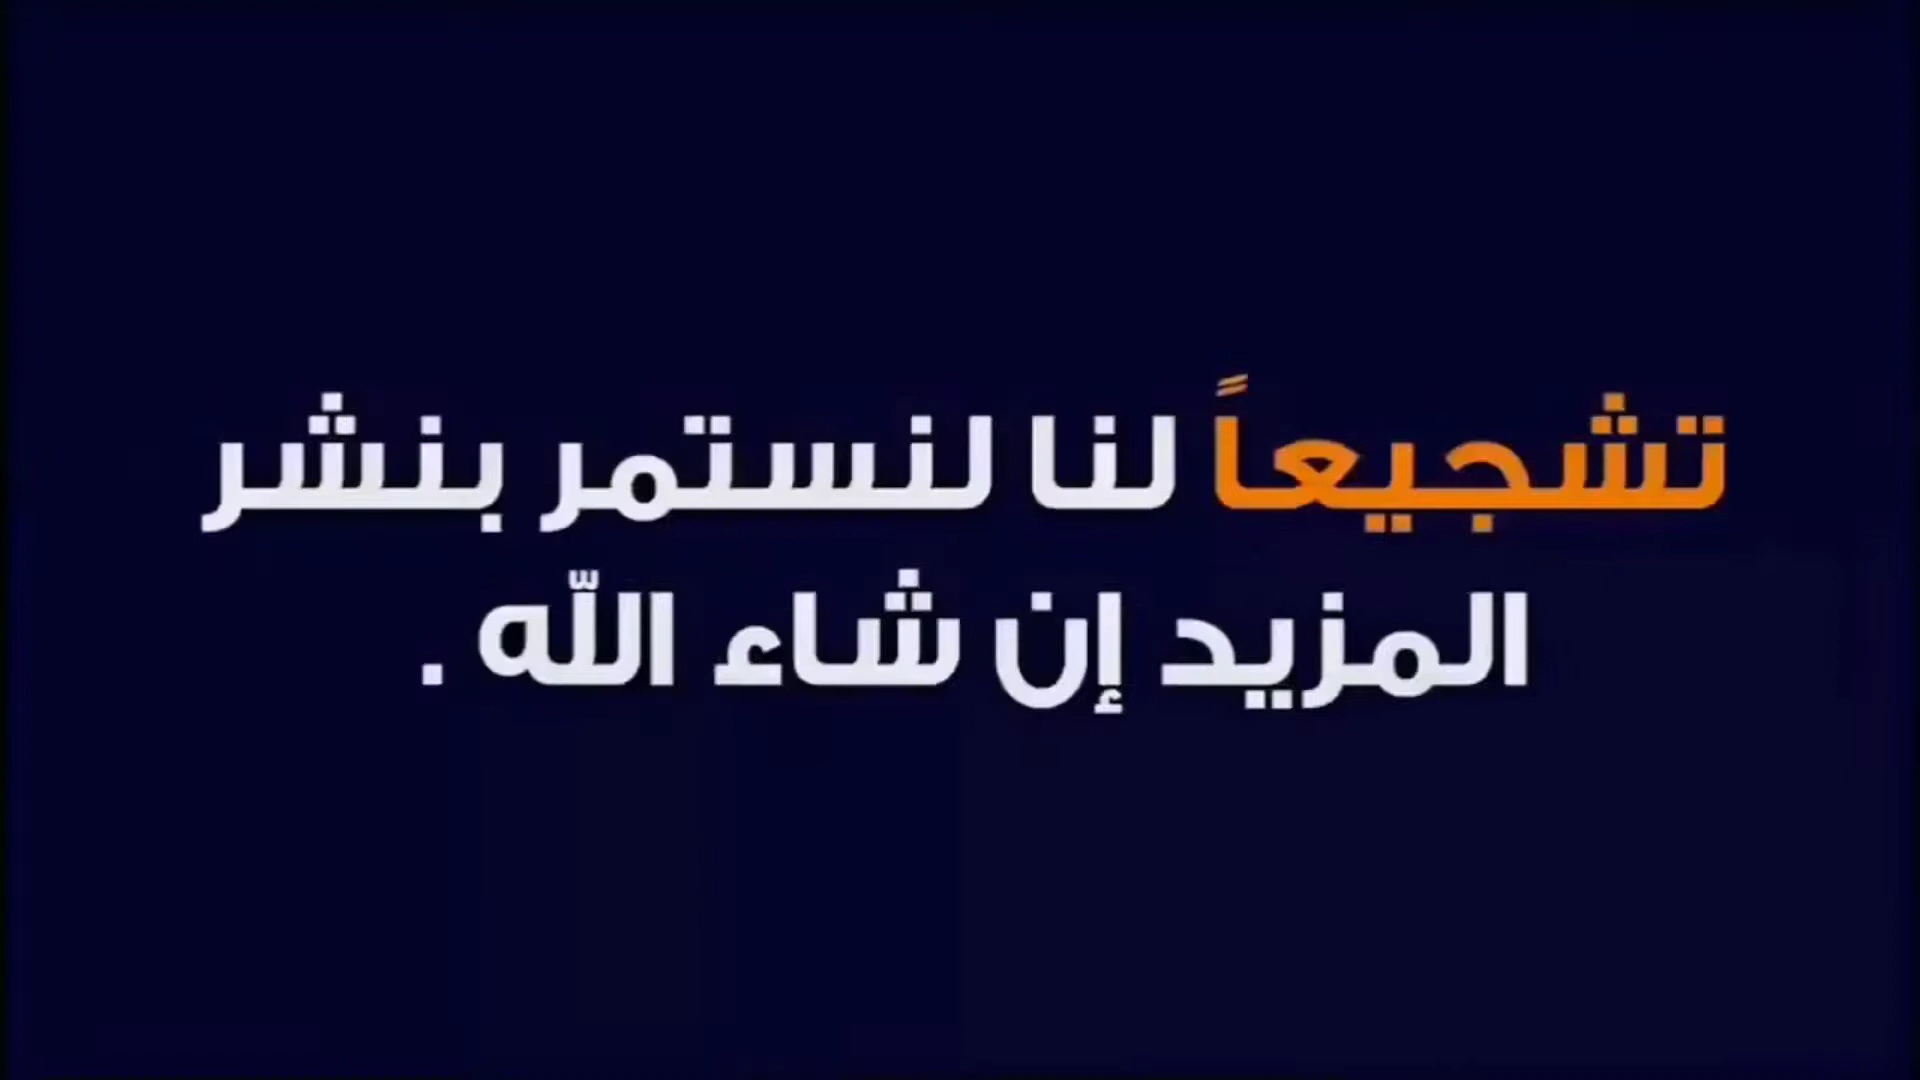 تشجيعاً لنا لنستمر بنشر
المزيد إن شاء الله .